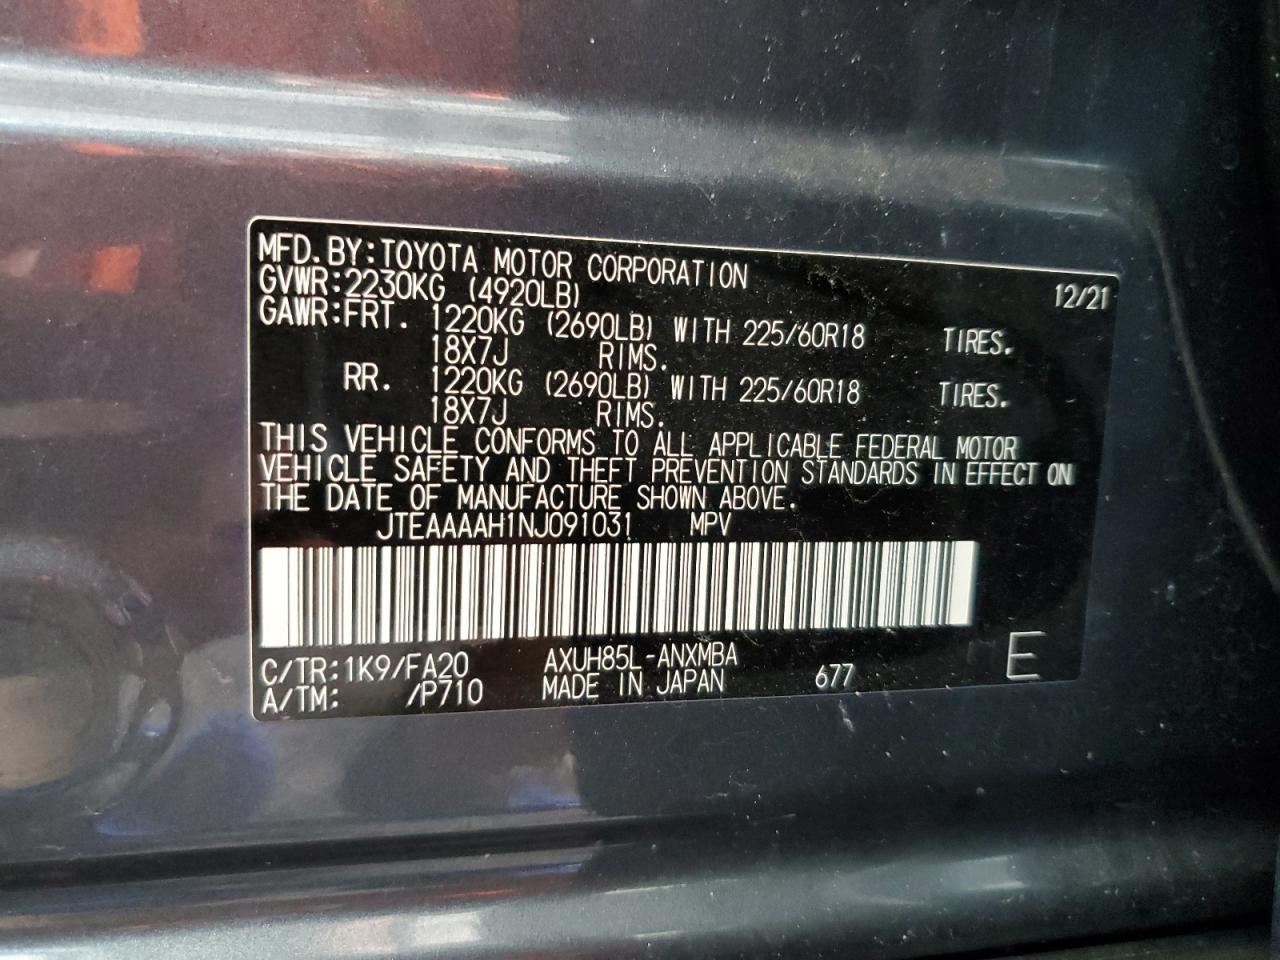 MFD. BY: TOYOTA MOTOR CORPORATION 12/21
GVWR: 2230KG (4920LB)
GAWR: FRT. 1220KG (2690LB) WITH 225/60R18 TIRES.
18X7J RIMS.
RR. 1220KG (2690LB) WITH 225/60R18 TIRES.
18X7J RIMS.
THIS VEHICLE CONFORMS TO ALL APPLICABLE FEDERAL MOTOR
VEHICLE SAFETY AND THEFT PREVENTION STANDARDS IN EFFECT ON
THE DATE OF MANUFACTURE SHOWN ABOVE.
JTEAAAAH1NJ091031 MPV
C/TR: 1K9/FA20 AXUH85L-ANXMBA
A/TM: /P710 MADE IN JAPAN 677 E